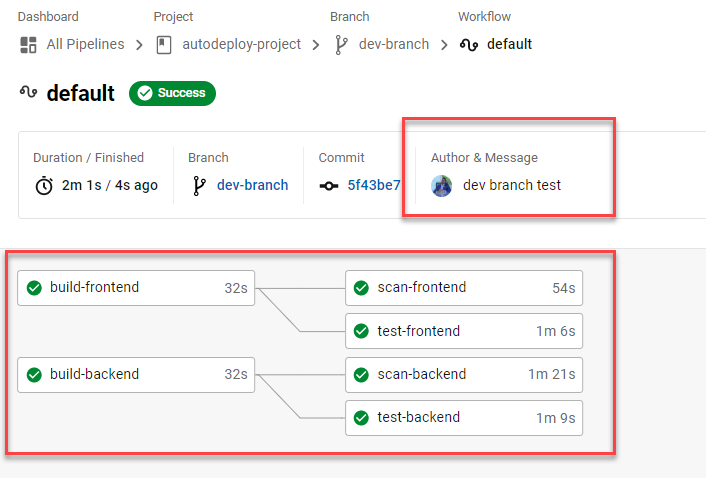 Dashboard Project Branch Workflow
All Pipelines autodeploy-project dev-branch default
default Success
Duration / Finished Branch Commit Author & Message
2m 1s / 4s ago dev-branch 5f43be7 dev branch test
build-frontend 32s scan-frontend 54s
test-frontend 1m 6s
build-backend 32s scan-backend 1m 21s
test-backend 1m 9s